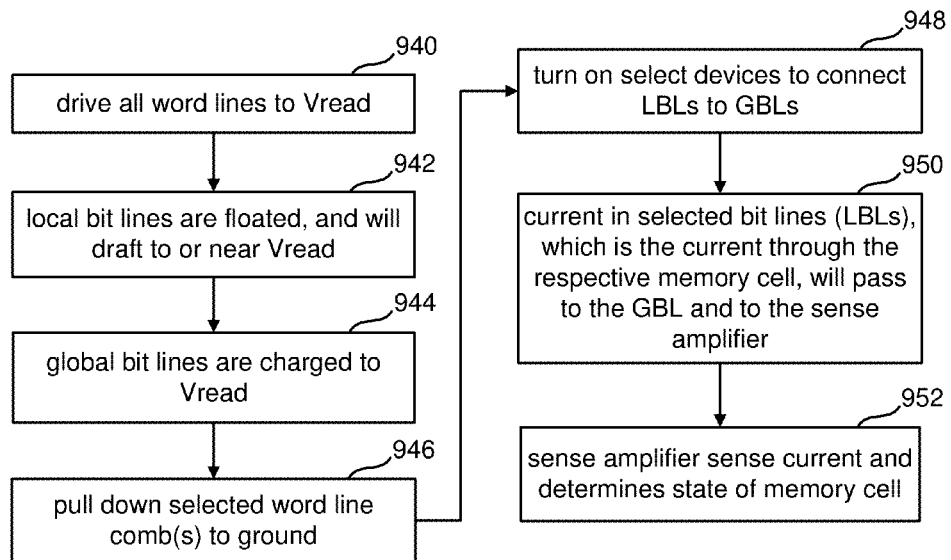 940
drive all word lines to Vread
942
local bit lines are floated, and will
draft to or near Vread
944
global bit lines are charged to
Vread
946
pull down selected word line
comb(s) to ground
948
turn on select devices to connect
LBLs to GBLs
950
current in selected bit lines (LBLs),
which is the current through the
respective memory cell, will pass
to the GBL and to the sense
amplifier
952
sense amplifier sense current and
determines state of memory cell